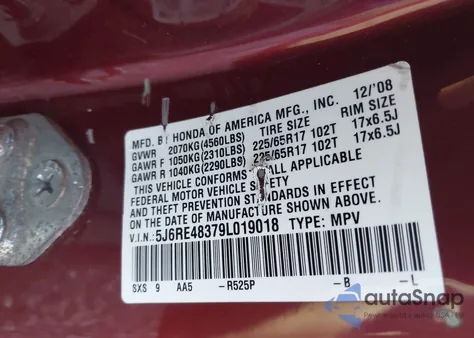 MFD. BY HONDA OF AMERICA MFG., INC. 12/'08
GVWR 2070KG(4560LBS) TIRE SIZE RIM SIZE
GAWR F 1050KG(2310LBS) 225/65R17 102T 17x6.5J
GAWR R 1040KG(2290LBS) 225/65R17 102T 17x6.5J
THIS VEHICLE CONFORMS TO ALL APPLICABLE
FEDERAL MOTOR VEHICLE SAFETY
AND THEFT PREVENTION STANDARDS IN EFFECT
ON THE DATE OF MANUFACTURE SHOWN ABOVE.
V.I.N.: 5J6RE48379L019018 TYPE: MPV
SXS 9 AA5 -R525P -B -L
autoSnap